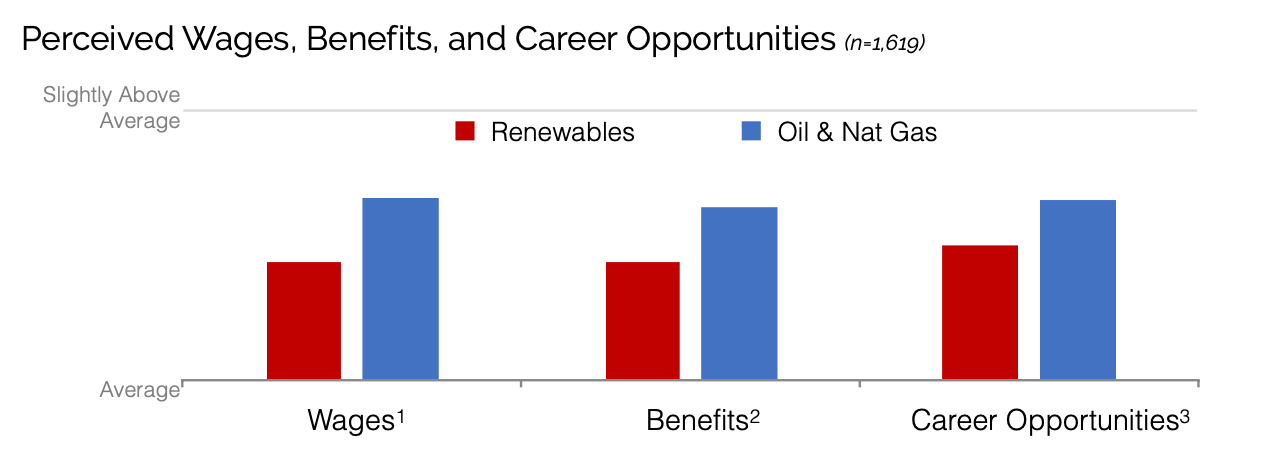 Perceived Wages, Benefits, and Career Opportunities (n=1,619)
Slightly Above
Average
Renewables
Oil & Nat Gas
Average
Wages¹
Benefits²
Career Opportunities³